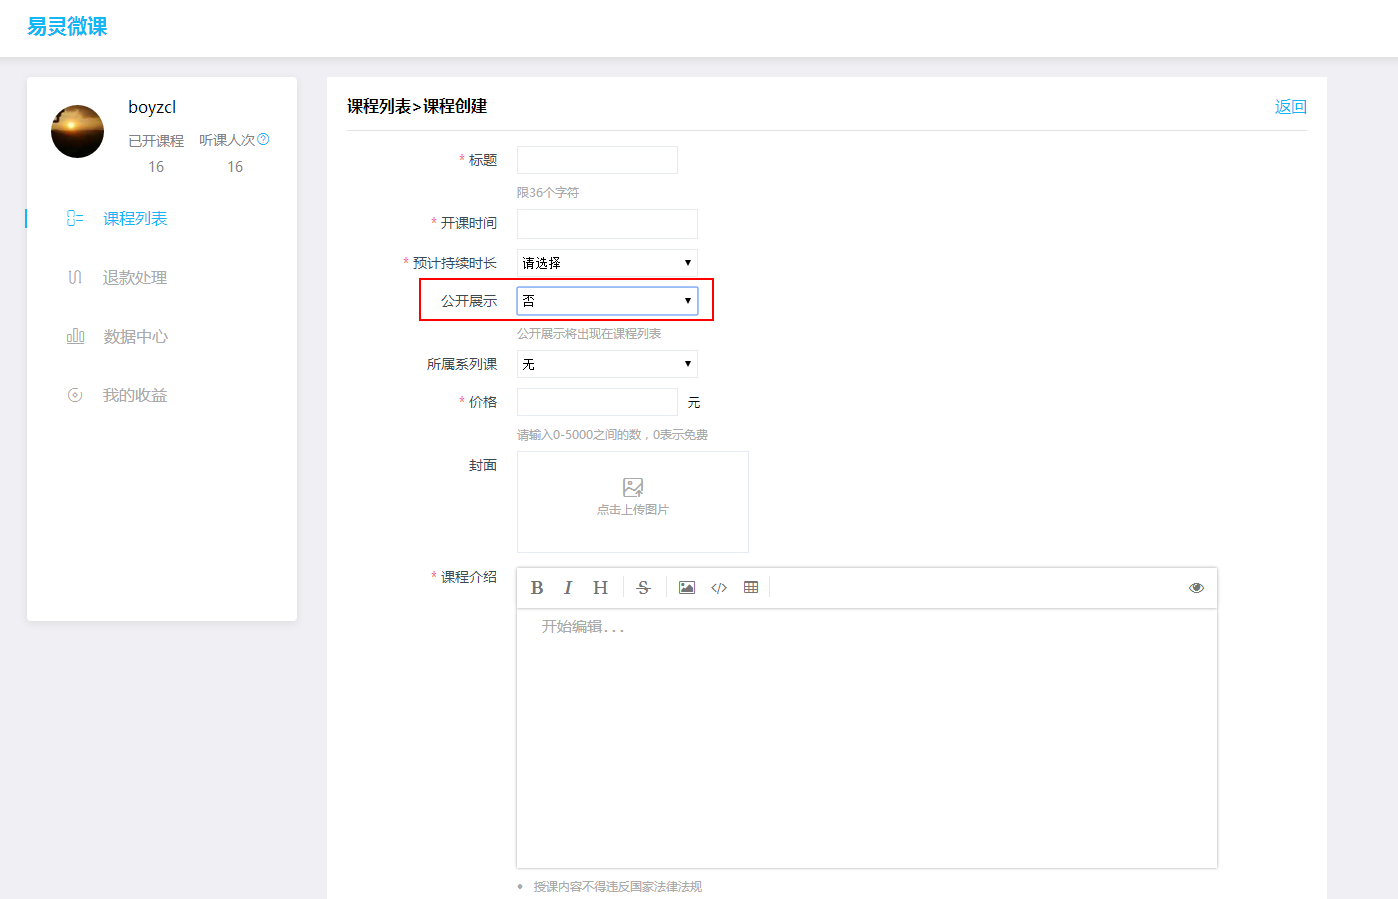 易灵微课
boyzcl
已开课程 听课人次
16 16
课程列表
退款处理
数据中心
我的收益
课程列表>课程创建 返回
* 标题
限36个字符
* 开课时间
* 预计持续时长 请选择
公开展示 否
公开展示将出现在课程列表
所属系列课 无
* 价格 元
请输入0-5000之间的数，0表示免费
封面
点击上传图片
* 课程介绍
B I H S </>
开始编辑...
• 授课内容不得违反国家法律法规